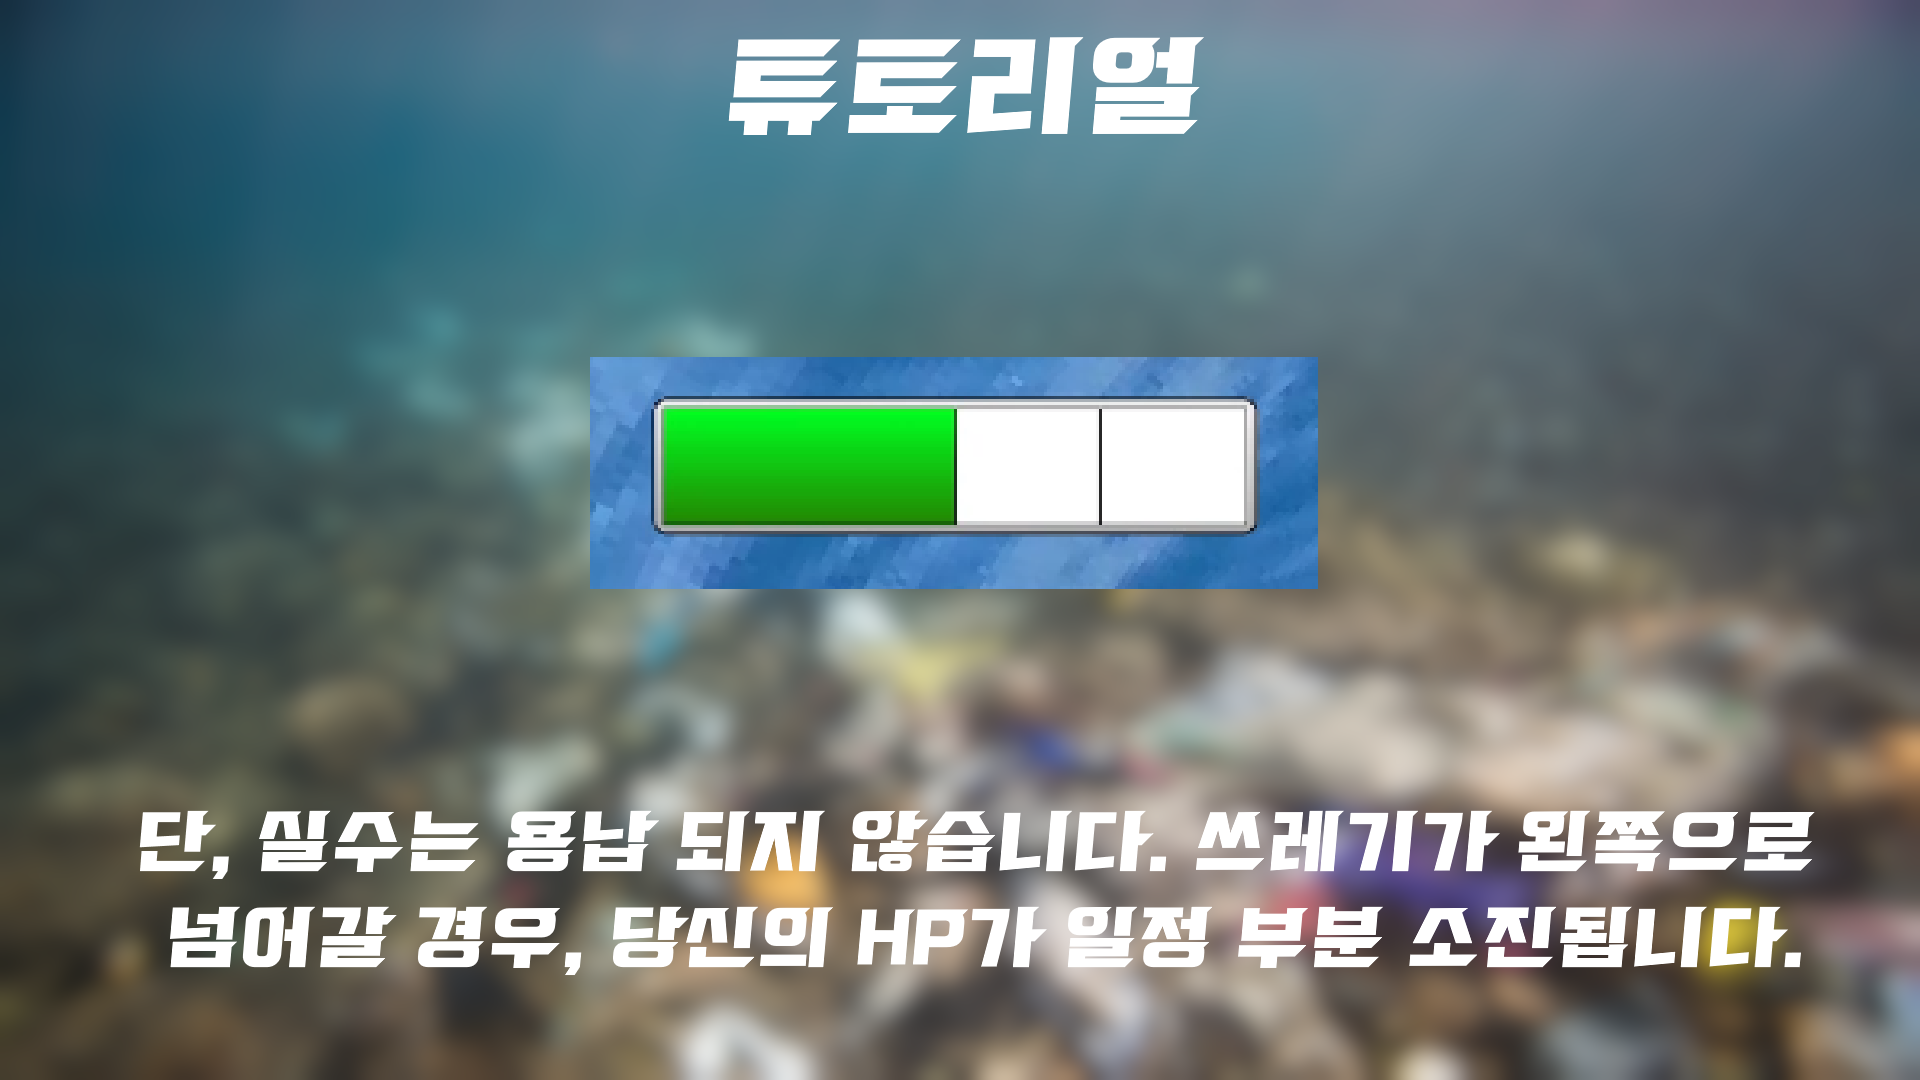 튜토리얼
단, 실수는 용납 되지 않습니다. 쓰레기가 왼쪽으로
넘어갈 경우, 당신의 HP가 일정 부분 소진됩니다.